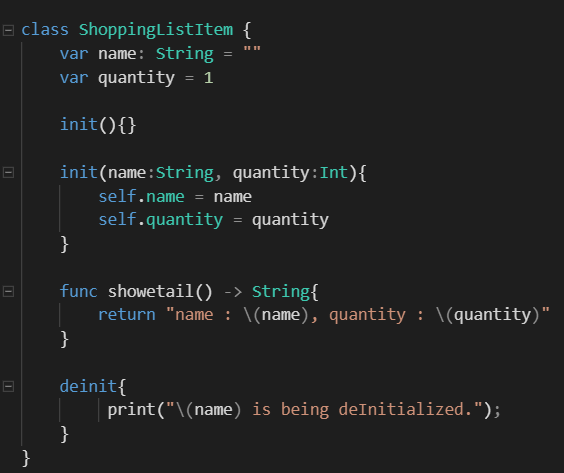 class ShoppingListItem {
    var name: String = ""
    var quantity = 1

    init(){}

    init(name:String, quantity:Int){
        self.name = name
        self.quantity = quantity
    }

    func showetail() -> String{
        return "name : \(name), quantity : \(quantity)"
    }

    deinit{
         print("\(name) is being deInitialized.");
    }
}